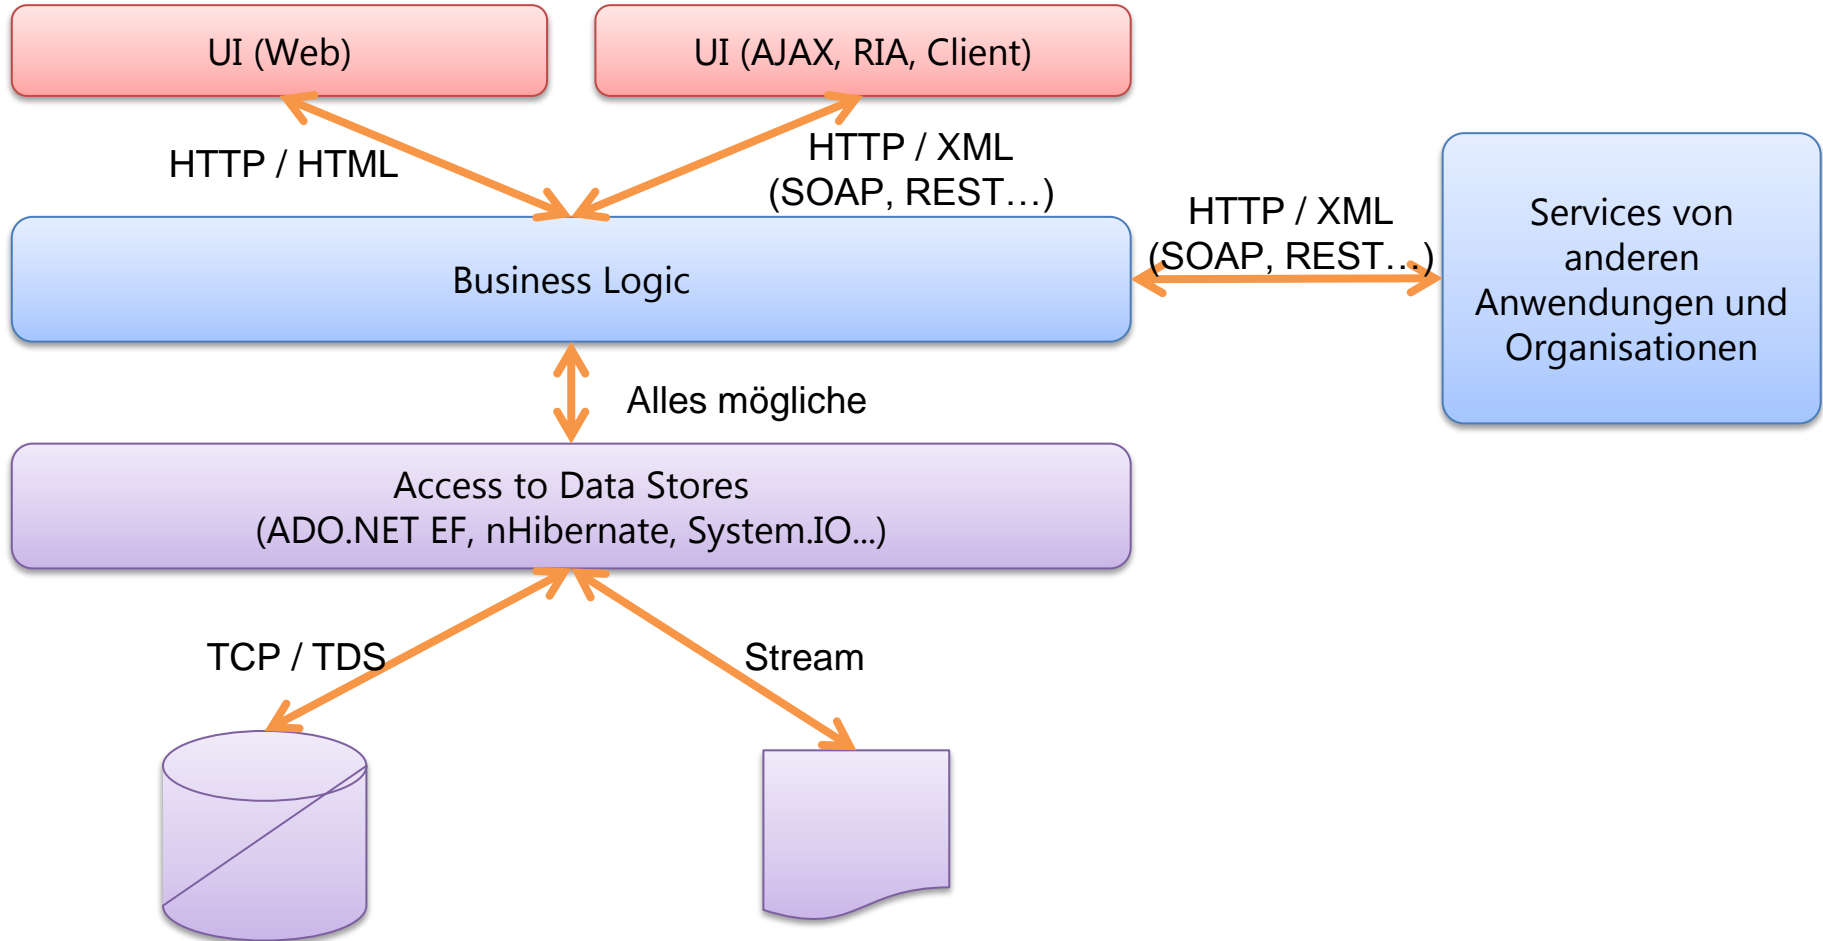 UI (Web)
UI (AJAX, RIA, Client)
HTTP / HTML
HTTP / XML
(SOAP, REST…)
HTTP / XML
(SOAP, REST…)
Services von
anderen
Anwendungen und
Organisationen
Business Logic
Alles mögliche
Access to Data Stores
(ADO.NET EF, nHibernate, System.IO...)
TCP / TDS
Stream